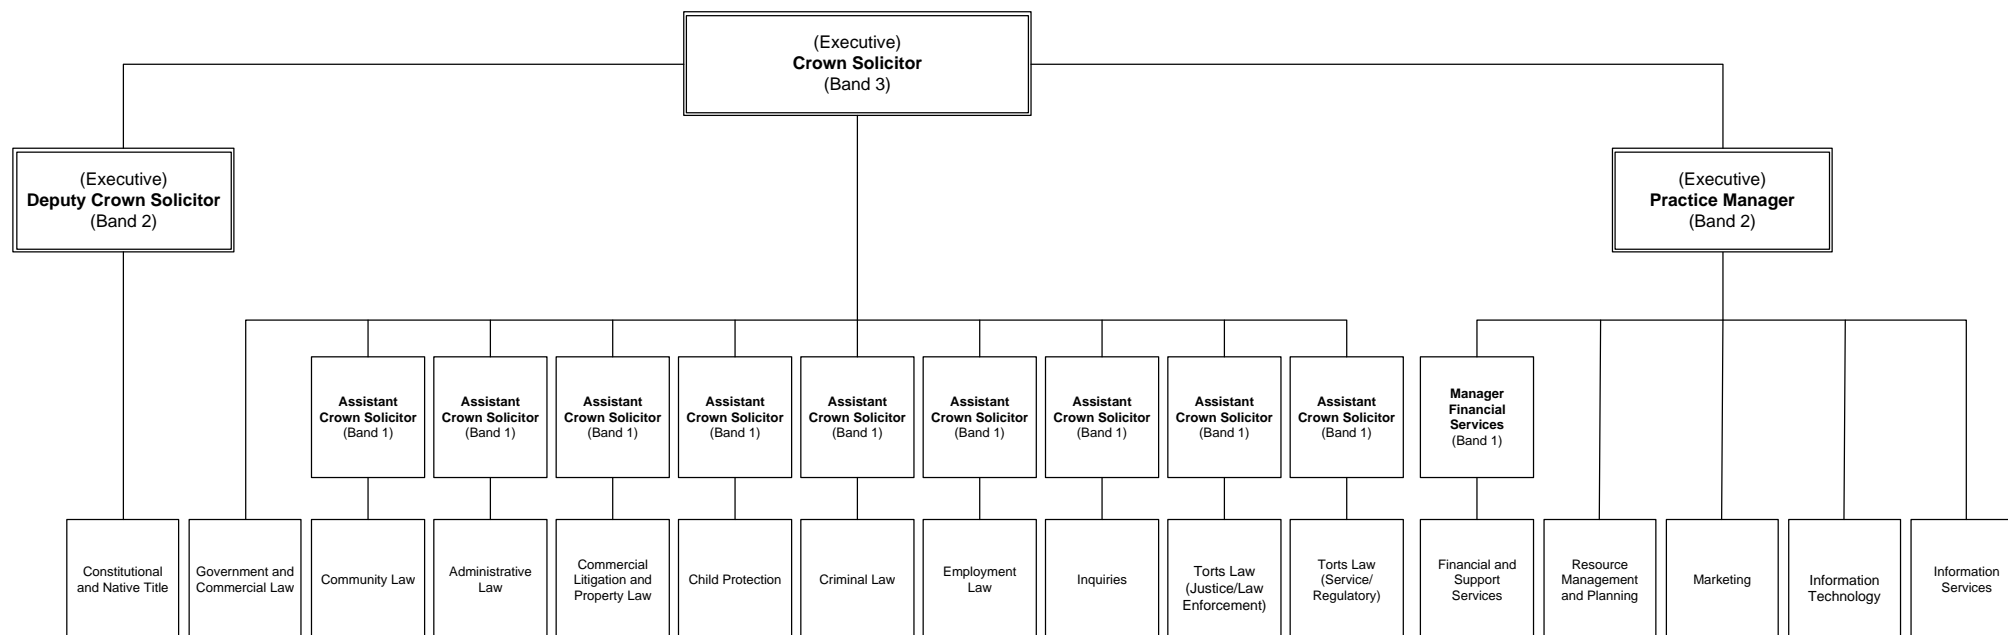 (Executive)
Crown Solicitor
(Band 3)
(Executive)
Deputy Crown Solicitor
(Band 2)
(Executive)
Practice Manager
(Band 2)
Assistant
Crown Solicitor
(Band 1)
Assistant
Crown Solicitor
(Band 1)
Assistant
Crown Solicitor
(Band 1)
Assistant
Crown Solicitor
(Band 1)
Assistant
Crown Solicitor
(Band 1)
Assistant
Crown Solicitor
(Band 1)
Assistant
Crown Solicitor
(Band 1)
Assistant
Crown Solicitor
(Band 1)
Assistant
Crown Solicitor
(Band 1)
Manager
Financial
Services
(Band 1)
Constitutional
and Native Title
Government and
Commercial Law
Community Law
Administrative
Law
Commercial
Litigation and
Property Law
Child Protection
Criminal Law
Employment
Law
Inquiries
Torts Law
(Justice/Law
Enforcement)
Torts Law
(Service/
Regulatory)
Financial and
Support
Services
Resource
Management
and Planning
Marketing
Information
Technology
Information
Services